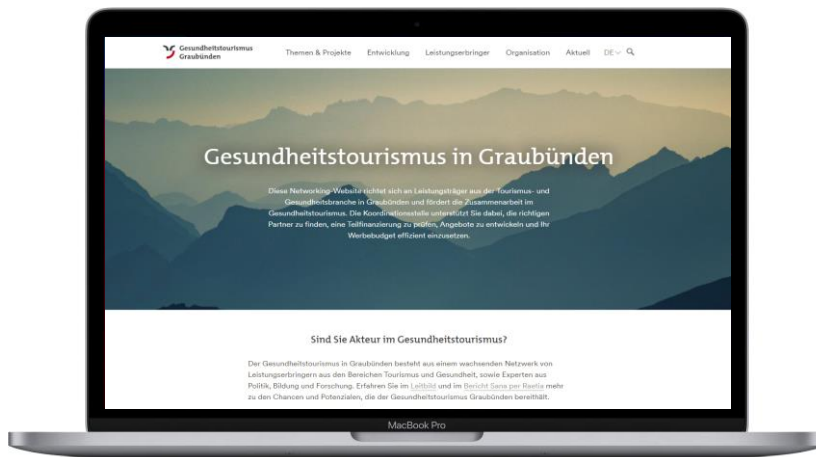 Gesundheitstourismus
Graubünden
Themen & Projekte Entwicklung Leistungserbringer Organisation Aktuell DE
Gesundheitstourismus in Graubünden
Diese Networking-Website richtet sich an Leistungsträger aus der Tourismus- und
Gesundheitsbranche in Graubünden und fördert die Zusammenarbeit im
Gesundheitstourismus. Die Koordinationsstelle unterstützt Sie dabei, die richtigen
Partner zu finden, eine Teilfinanzierung zu prüfen, Angebote zu entwickeln und Ihr
Werbebudget effizient einzusetzen.
Sind Sie Akteur im Gesundheitstourismus?
Der Gesundheitstourismus in Graubünden besteht aus einem wachsenden Netzwerk von
Leistungserbringern aus den Bereichen Tourismus und Gesundheit, sowie Experten aus
Politik, Bildung und Forschung. Erfahren Sie im Leitbild und im Bericht Sana per Raetia mehr
zu den Chancen und Potenzialen, die der Gesundheitstourismus Graubünden bereithält.
MacBook Pro